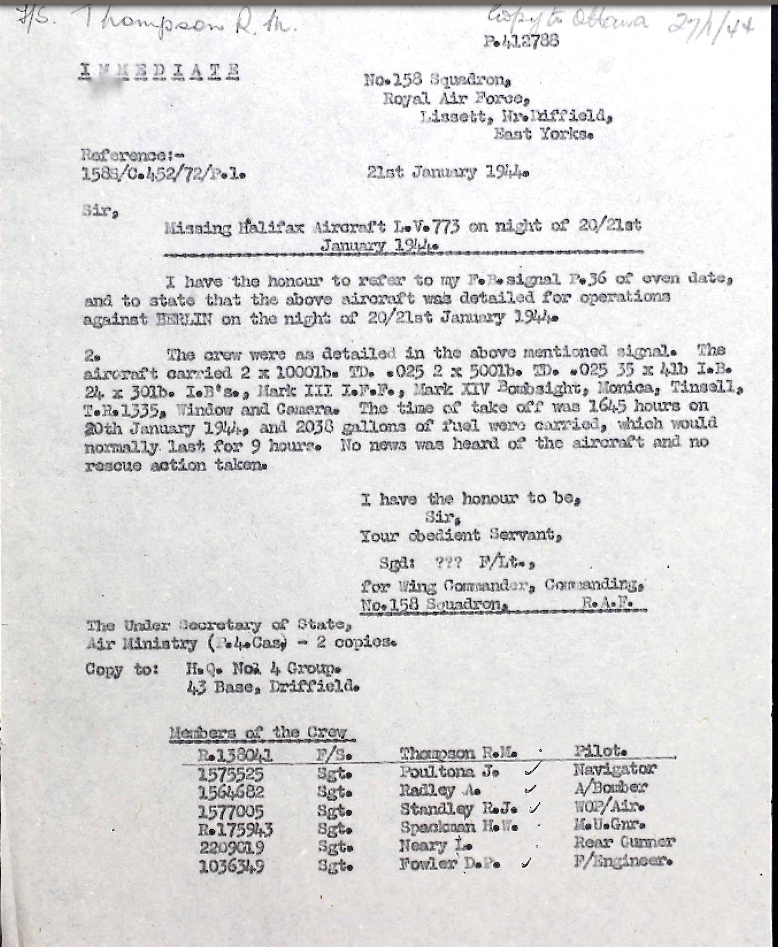 F/S. Thompson R. M.
Copy to Ottawa 27/1/44
P.412788
IMMEDIATE
No.158 Squadron,
Royal Air Force,
Lissett, Nr.Driffield,
East Yorks.
Reference:-
158S/C.452/72/P.1.
21st January 1944.
Sir,
Missing Halifax Aircraft L.V.773 on night of 20/21st
January 1944.
I have the honour to refer to my F.B.signal P.36 of even date,
and to state that the above aircraft was detailed for operations
against BERLIN on the night of 20/21st January 1944.
2. The crew were as detailed in the above mentioned signal. The
aircraft carried 2 x 1000lb. TD. .025 2 x 500lb. TD. .025 35 x 4lb I.B.
24 x 30lb. I.B's., Mark III I.F.F., Mark XIV Bombsight, Monica, Tinsell,
T.R.1335, Window and Camera. The time of take off was 1645 hours on
20th January 1944, and 2038 gallons of fuel were carried, which would
normally last for 9 hours. No news was heard of the aircraft and no
rescue action taken.
I have the honour to be,
Sir,
Your obedient Servant,
Sgd: ??? F/Lt.,
for Wing Commander, Commanding,
No.158 Squadron, R.A.F.
The Under Secretary of State,
Air Ministry (P.4.Cas) - 2 copies.
Copy to: H.Q. No. 4 Group.
43 Base, Driffield.
Members of the Crew
R.138041 F/S. Thompson R.M. Pilot.
1575525 Sgt. Poultona J. ✓ Navigator
1564682 Sgt. Radley A. ✓ A/Bomber
1577005 Sgt. Standley R.J. ✓ WOP/Air.
R.175943 Sgt. Spackman H.W. M.U.Gnr.
2209019 Sgt. Neary L. Rear Gunner
1036349 Sgt. Fowler D.P. ✓ F/Engineer.